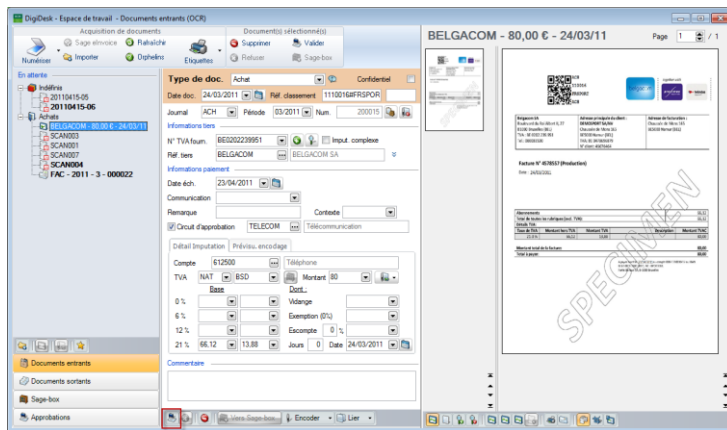 DigiDesk - Espace de travail - Documents entrants (OCR)
Acquisition de documents
Document(s) sélectionné(s)
Numériser
Sage eInvoice
Rafraîchir
Importer
Orphelins
Etiquettes
Supprimer
Valider
Refuser
Sage-box
BELGACOM - 80,00 € - 24/03/11
Page 1 / 1
En attente
Indéfinis
20110415-05
20110415-06
Achats
BELGACOM - 80,00 € - 24/03/11
SCAN003
SCAN001
SCAN007
SCAN004
FAC - 2011 - 3 - 000022
Documents entrants
Documents sortants
Sage-box
Approbations
Type de doc. Achat Confidentiel
Date doc. 24/03/2011 Réf. classement 1110016#FRSPOR
Journal ACH Période 03/2011 Num. 200015
Informations tiers
N° TVA fourn. BE0202239951 Imput. complexe
Réf. tiers BELGACOM BELGACOM SA
Informations paiement
Date éch. 23/04/2011
Communication
Remarque Contexte
Circuit d'approbation TELECOM Télécommunication
Détail Imputation Prévisu. encodage
Compte 612500 Téléphone
TVA NAT BSD Montant 80
Base Dont :
0 % Vidange
6 % Exemption (0%)
12 % Escompte 0 %
21 % 66,12 13,88 Jours 0 Date 24/03/2011
Commentaire
Vers Sage-box Encoder Lier
Facture N° 4578557 (Production)
Date : 24/03/2011
SPECIMEN